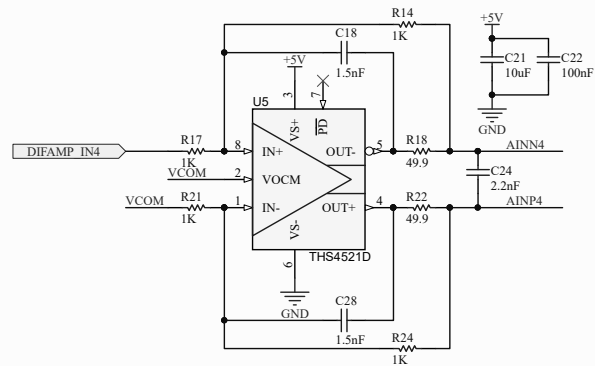 R14
1K
+5V
C18
1.5nF
+5V
C21
10uF
C22
100nF
GND
U5
3
7
VS+
PD
DIFAMP_IN4
R17
1K
8
IN+
OUT-
5
R18
49.9
AINN4
VCOM
2
VOCM
C24
2.2nF
VCOM
R21
1K
1
IN-
OUT+
4
R22
49.9
AINP4
VS-
6
THS4521D
GND
C28
1.5nF
R24
1K